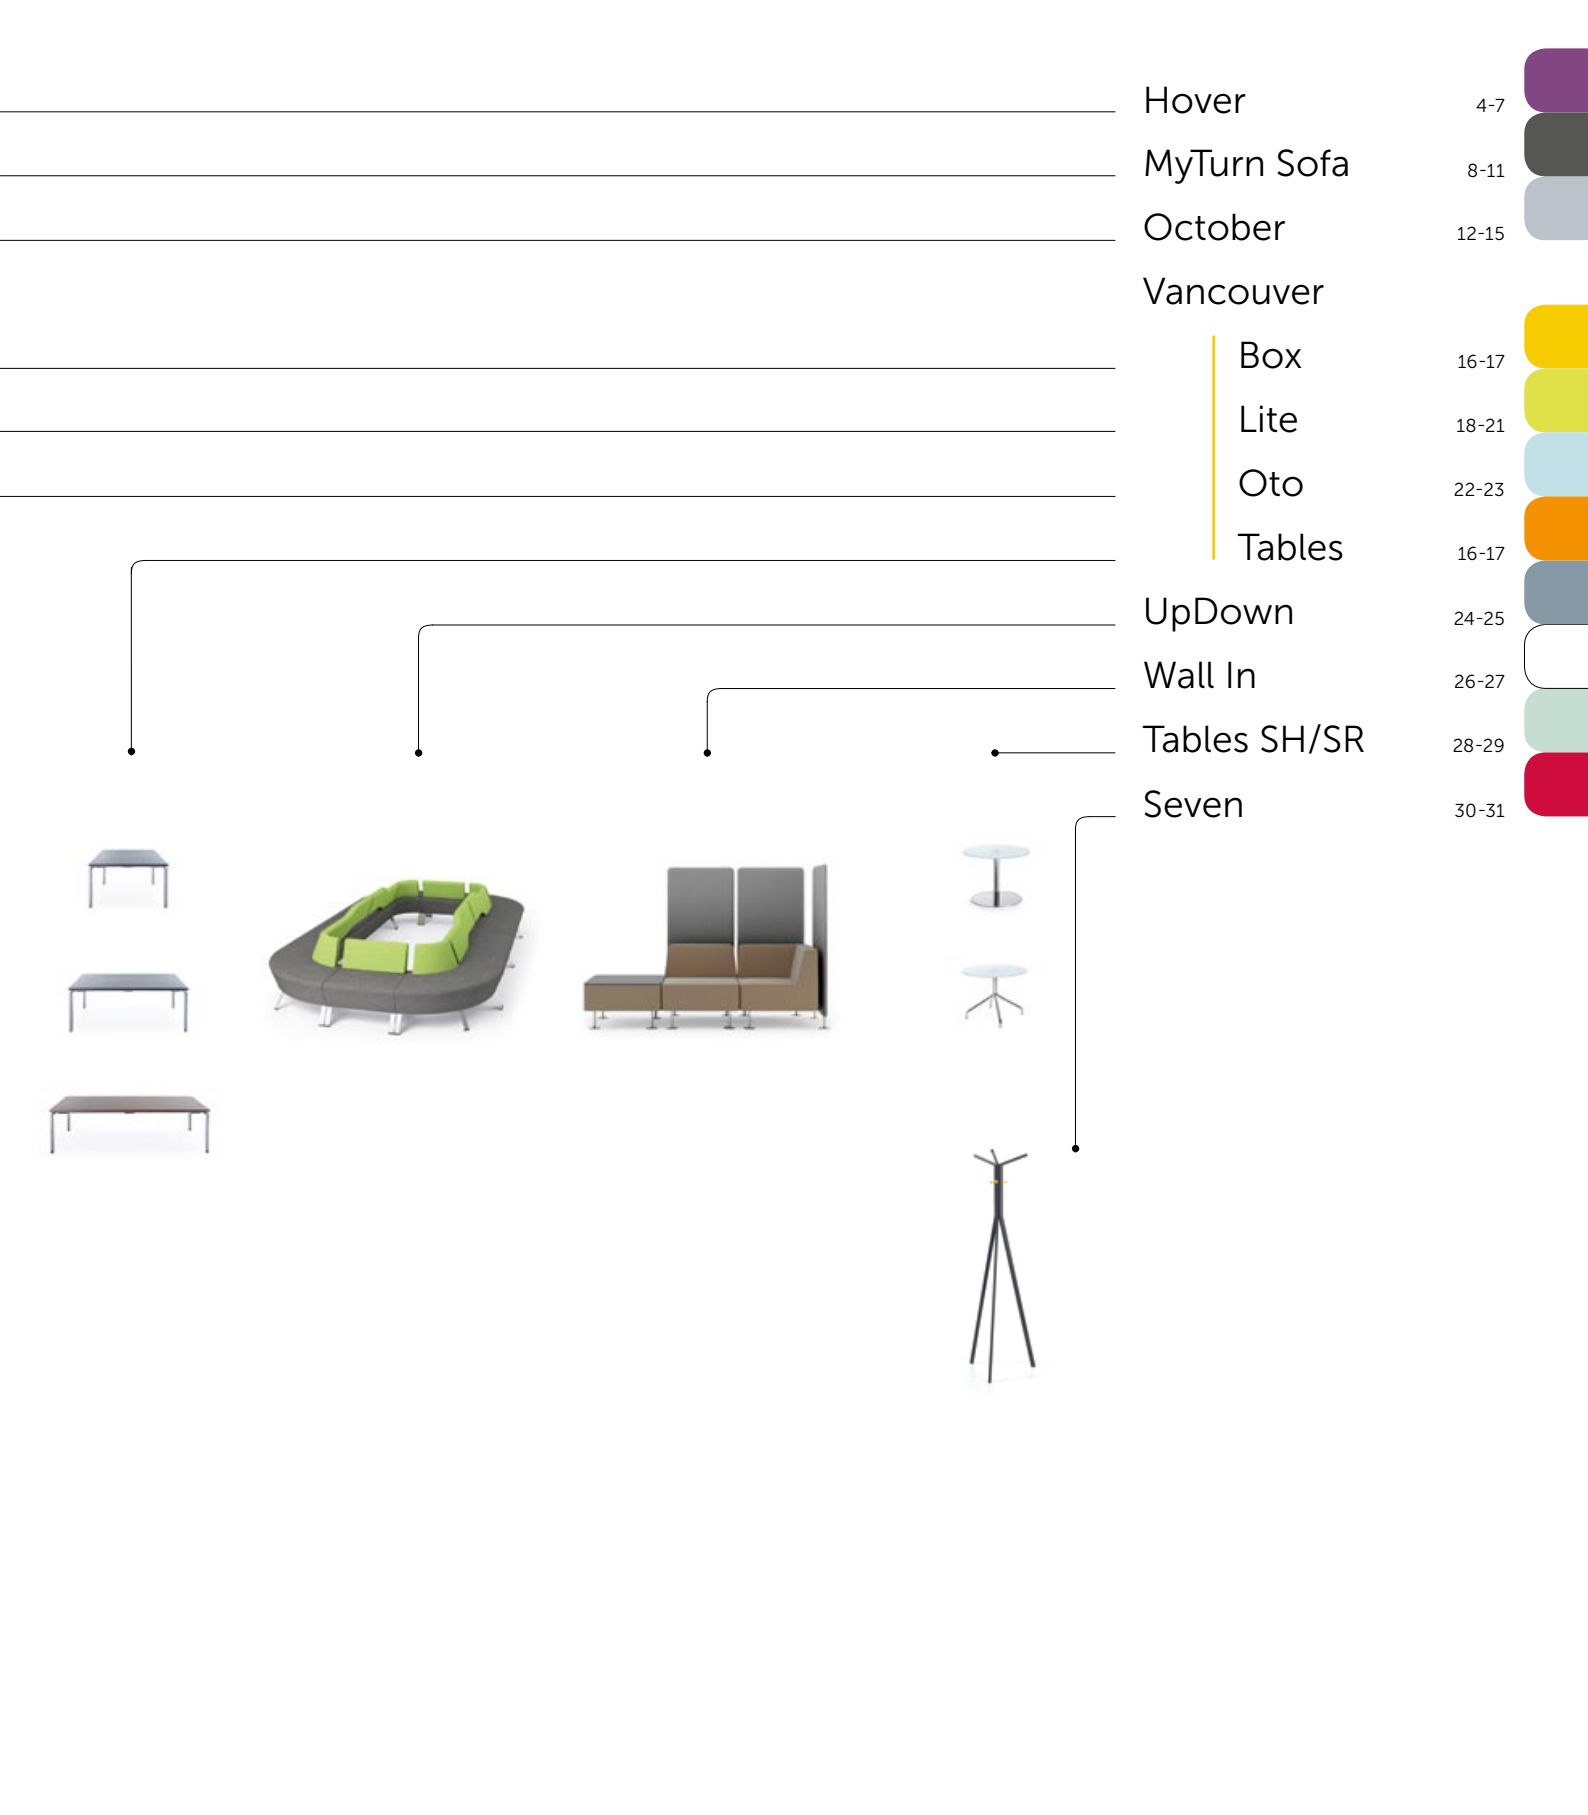 Hover 4-7
MyTurn Sofa 8-11
October 12-15
Vancouver
Box 16-17
Lite 18-21
Oto 22-23
Tables 16-17
UpDown 24-25
Wall In 26-27
Tables SH/SR 28-29
Seven 30-31